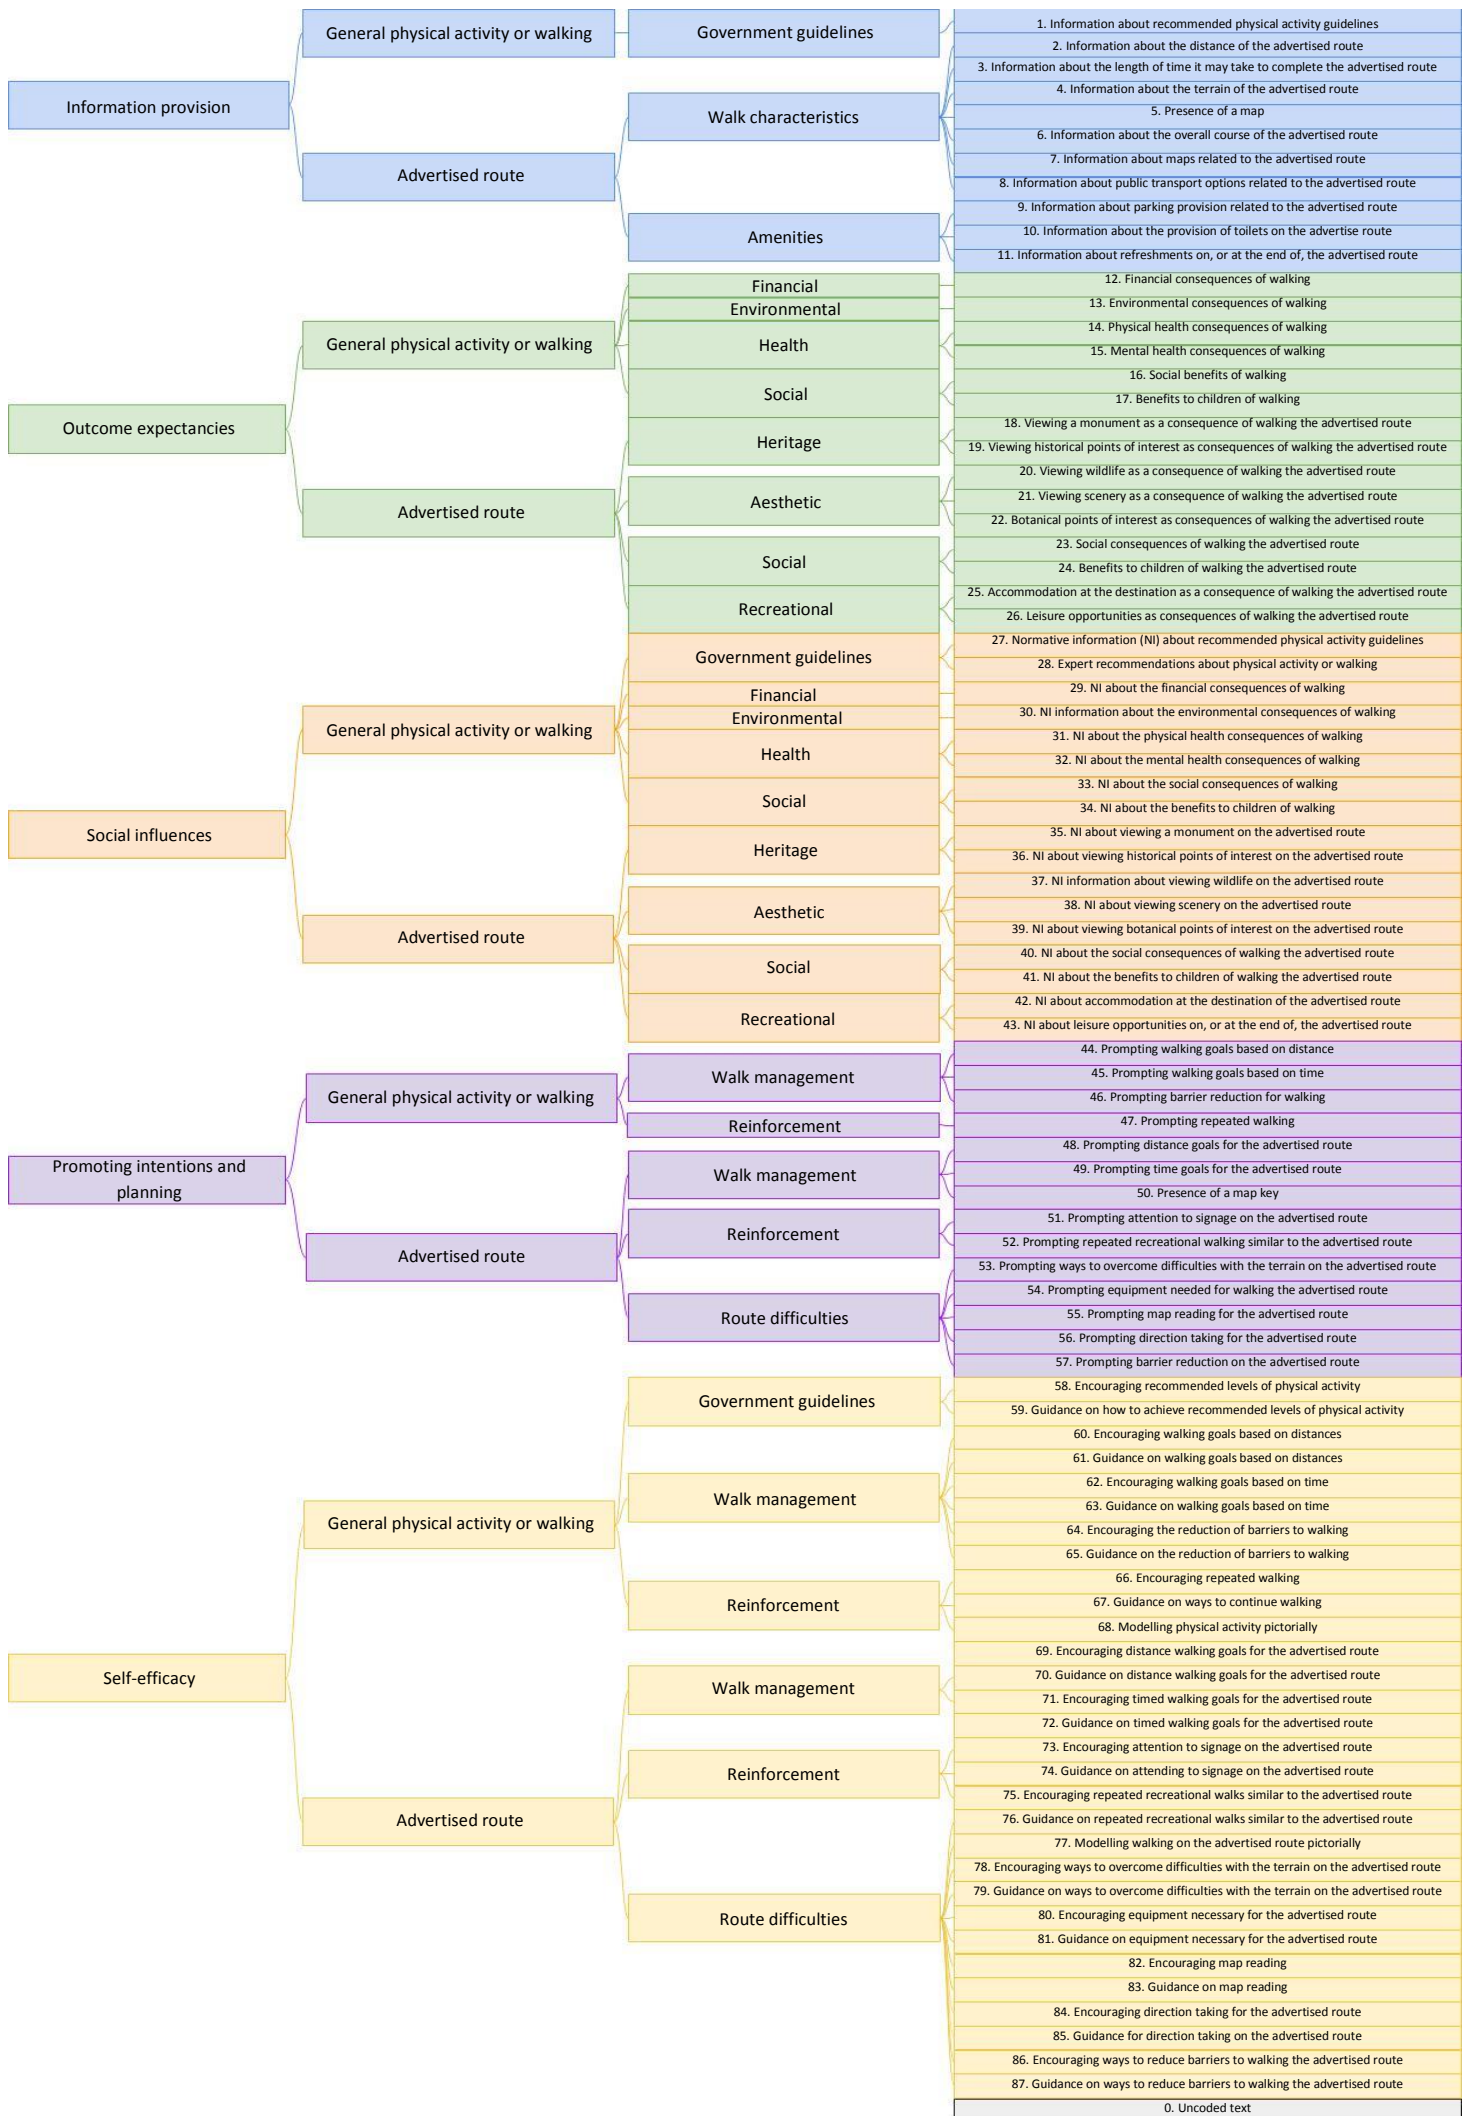 General physical activity or walking
Government guidelines
1. Information about recommended physical activity guidelines
2. Information about the distance of the advertised route
3. Information about the length of time it may take to complete the advertised route
4. Information about the terrain of the advertised route
Information provision
Walk characteristics
5. Presence of a map
6. Information about the overall course of the advertised route
7. Information about maps related to the advertised route
Advertised route
8. Information about public transport options related to the advertised route
9. Information about parking provision related to the advertised route
Amenities
10. Information about the provision of toilets on the advertise route
11. Information about refreshments on, or at the end of, the advertised route
Financial
12. Financial consequences of walking
Environmental
13. Environmental consequences of walking
General physical activity or walking
Health
14. Physical health consequences of walking
15. Mental health consequences of walking
Social
16. Social benefits of walking
17. Benefits to children of walking
Outcome expectancies
Heritage
18. Viewing a monument as a consequence of walking the advertised route
19. Viewing historical points of interest as consequences of walking the advertised route
Advertised route
Aesthetic
20. Viewing wildlife as a consequence of walking the advertised route
21. Viewing scenery as a consequence of walking the advertised route
22. Botanical points of interest as consequences of walking the advertised route
Social
23. Social consequences of walking the advertised route
24. Benefits to children of walking the advertised route
Recreational
25. Accommodation at the destination as a consequence of walking the advertised route
26. Leisure opportunities as consequences of walking the advertised route
Government guidelines
27. Normative information (NI) about recommended physical activity guidelines
28. Expert recommendations about physical activity or walking
Financial
29. NI about the financial consequences of walking
Environmental
30. NI information about the environmental consequences of walking
General physical activity or walking
Health
31. NI about the physical health consequences of walking
32. NI about the mental health consequences of walking
Social
33. NI about the social consequences of walking
34. NI about the benefits to children of walking
Social influences
Heritage
35. NI about viewing a monument on the advertised route
36. NI about viewing historical points of interest on the advertised route
Advertised route
Aesthetic
37. NI information about viewing wildlife on the advertised route
38. NI about viewing scenery on the advertised route
39. NI about viewing botanical points of interest on the advertised route
Social
40. NI about the social consequences of walking the advertised route
41. NI about the benefits to children of walking the advertised route
Recreational
42. NI about accommodation at the destination of the advertised route
43. NI about leisure opportunities on, or at the end of, the advertised route
General physical activity or walking
Walk management
44. Prompting walking goals based on distance
45. Prompting walking goals based on time
46. Prompting barrier reduction for walking
Reinforcement
47. Prompting repeated walking
Promoting intentions and
planning
Walk management
48. Prompting distance goals for the advertised route
49. Prompting time goals for the advertised route
50. Presence of a map key
Advertised route
Reinforcement
51. Prompting attention to signage on the advertised route
52. Prompting repeated recreational walking similar to the advertised route
Route difficulties
53. Prompting ways to overcome difficulties with the terrain on the advertised route
54. Prompting equipment needed for walking the advertised route
55. Prompting map reading for the advertised route
56. Prompting direction taking for the advertised route
57. Prompting barrier reduction on the advertised route
Government guidelines
58. Encouraging recommended levels of physical activity
59. Guidance on how to achieve recommended levels of physical activity
General physical activity or walking
Walk management
60. Encouraging walking goals based on distances
61. Guidance on walking goals based on distances
62. Encouraging walking goals based on time
63. Guidance on walking goals based on time
64. Encouraging the reduction of barriers to walking
65. Guidance on the reduction of barriers to walking
Reinforcement
66. Encouraging repeated walking
67. Guidance on ways to continue walking
68. Modelling physical activity pictorially
Self-efficacy
Walk management
69. Encouraging distance walking goals for the advertised route
70. Guidance on distance walking goals for the advertised route
71. Encouraging timed walking goals for the advertised route
72. Guidance on timed walking goals for the advertised route
Reinforcement
73. Encouraging attention to signage on the advertised route
74. Guidance on attending to signage on the advertised route
75. Encouraging repeated recreational walks similar to the advertised route
Advertised route
76. Guidance on repeated recreational walks similar to the advertised route
77. Modelling walking on the advertised route pictorially
Route difficulties
78. Encouraging ways to overcome difficulties with the terrain on the advertised route
79. Guidance on ways to overcome difficulties with the terrain on the advertised route
80. Encouraging equipment necessary for the advertised route
81. Guidance on equipment necessary for the advertised route
82. Encouraging map reading
83. Guidance on map reading
84. Encouraging direction taking for the advertised route
85. Guidance for direction taking on the advertised route
86. Encouraging ways to reduce barriers to walking the advertised route
87. Guidance on ways to reduce barriers to walking the advertised route
0. Uncoded text